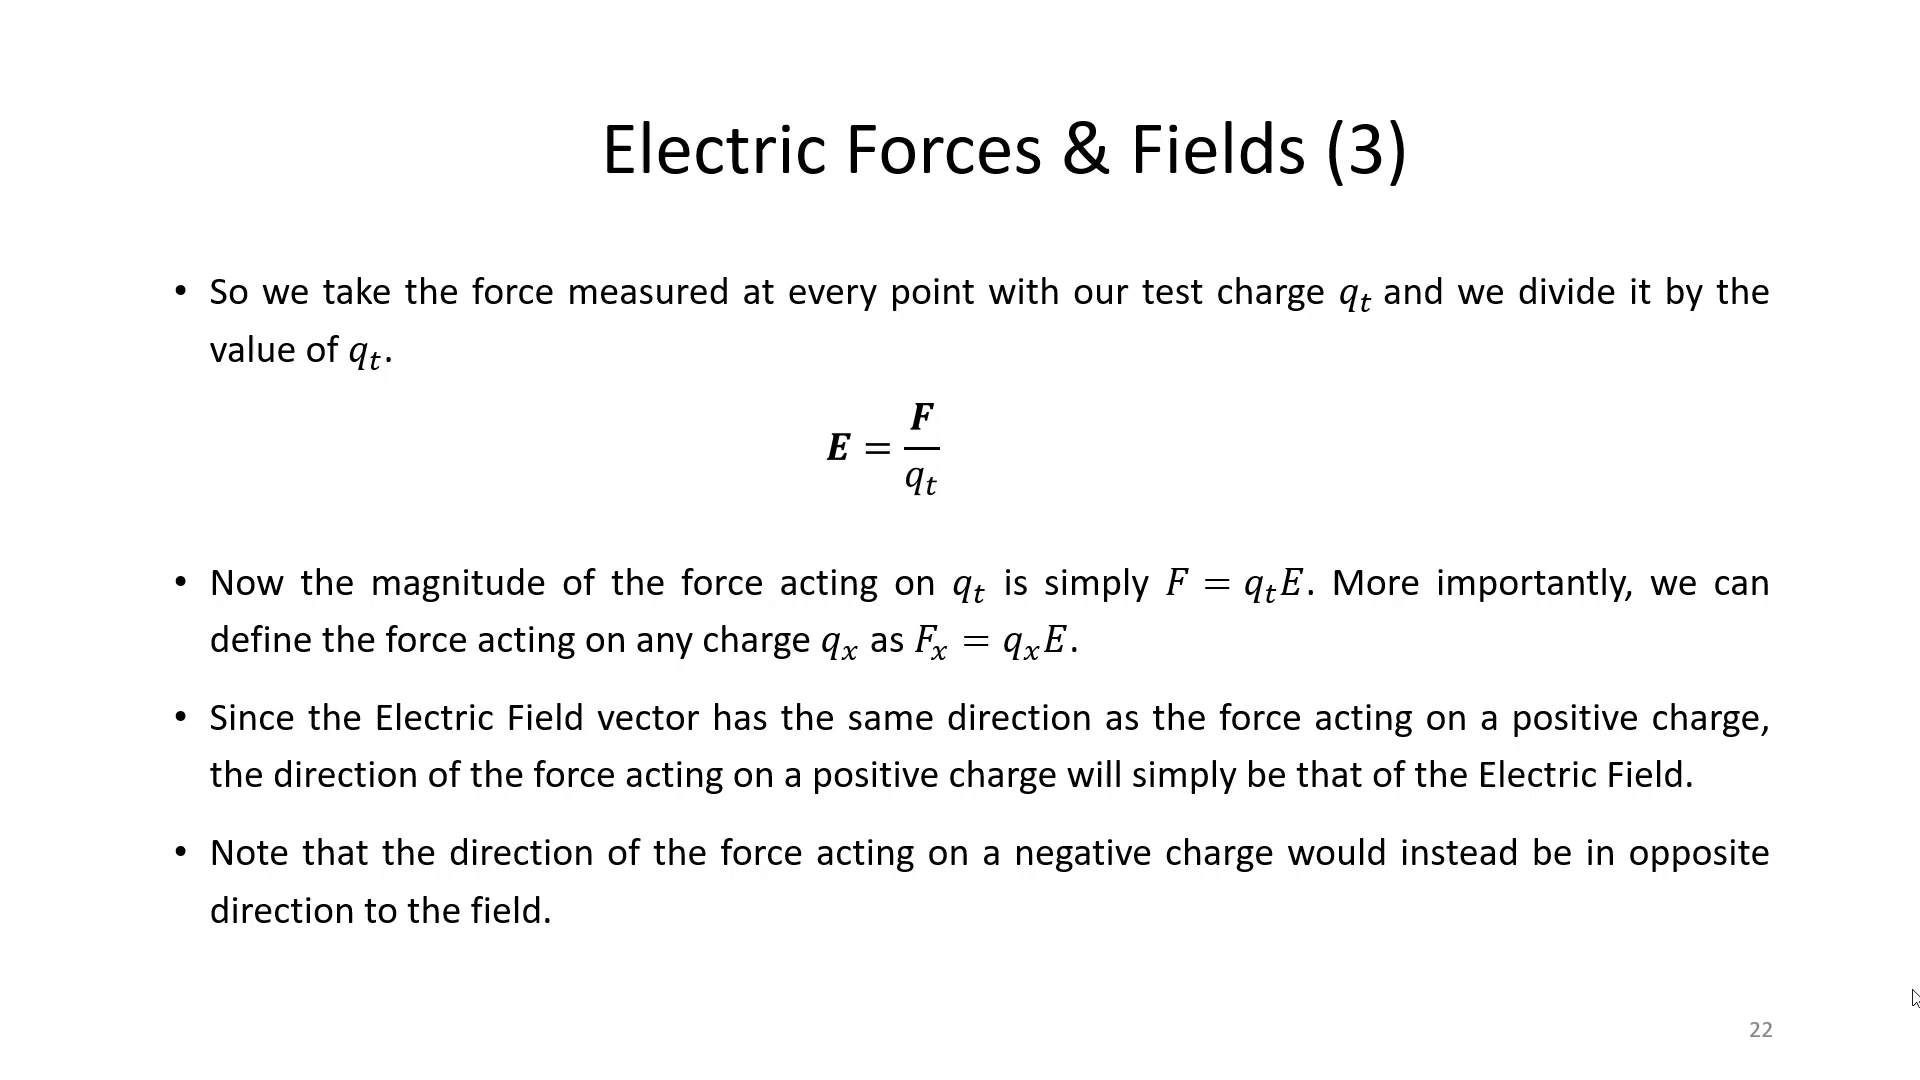 Electric Forces & Fields (3)
• So we take the force measured at every point with our test charge $q_t$ and we divide it by the
value of $q_t$.
$\boldsymbol{E} = \frac{\boldsymbol{F}}{q_t}$
• Now the magnitude of the force acting on $q_t$ is simply $F = q_t E$. More importantly, we can
define the force acting on any charge $q_x$ as $F_x = q_x E$.
• Since the Electric Field vector has the same direction as the force acting on a positive charge,
the direction of the force acting on a positive charge will simply be that of the Electric Field.
• Note that the direction of the force acting on a negative charge would instead be in opposite
direction to the field.
22